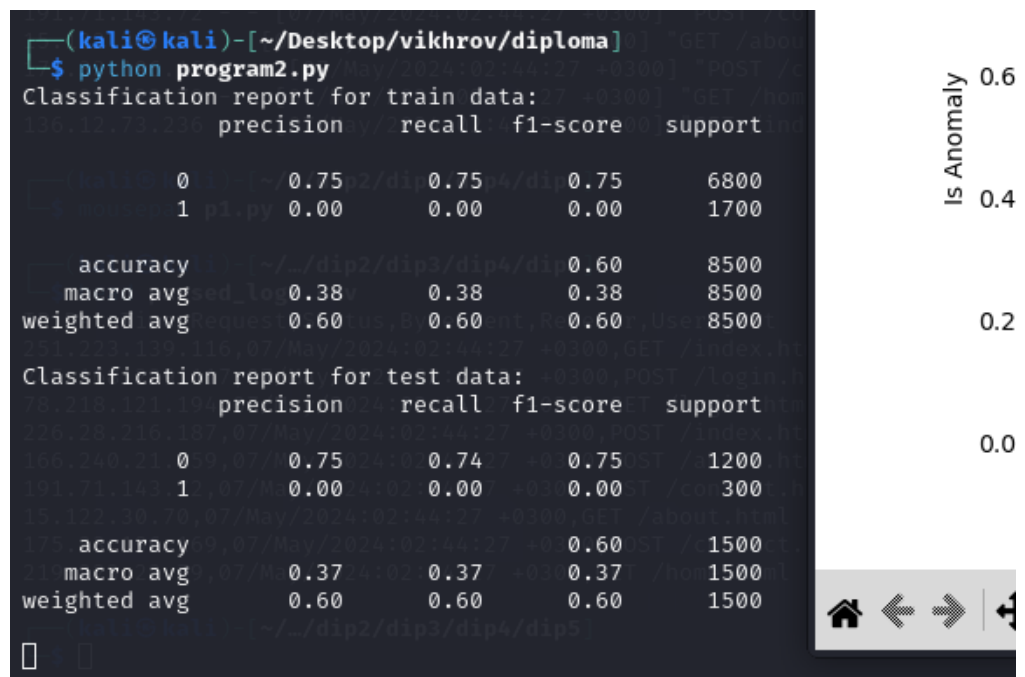 ┌──(kali㉿kali)-[~/Desktop/vikhrov/diploma]
└─$ python program2.py
Classification report for train data:
precision recall f1-score support
0 0.75 0.75 0.75 6800
1 0.00 0.00 0.00 1700
accuracy 0.60 8500
macro avg 0.38 0.38 0.38 8500
weighted avg 0.60 0.60 0.60 8500
Classification report for test data:
precision recall f1-score support
0 0.75 0.74 0.75 1200
1 0.00 0.00 0.00 300
accuracy 0.60 1500
macro avg 0.37 0.37 0.37 1500
weighted avg 0.60 0.60 0.60 1500
Is Anomaly
0.6
0.4
0.2
0.0